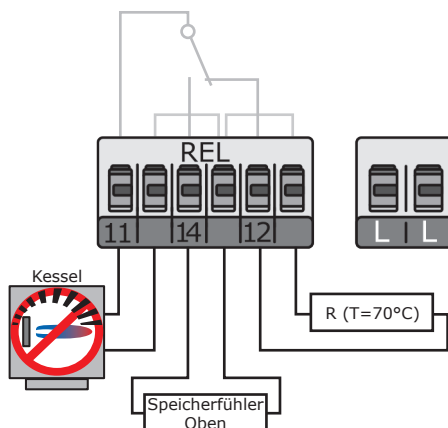 REL
11 14 12
L L
Kessel
R (T=70°C)
Speicherfühler
Oben